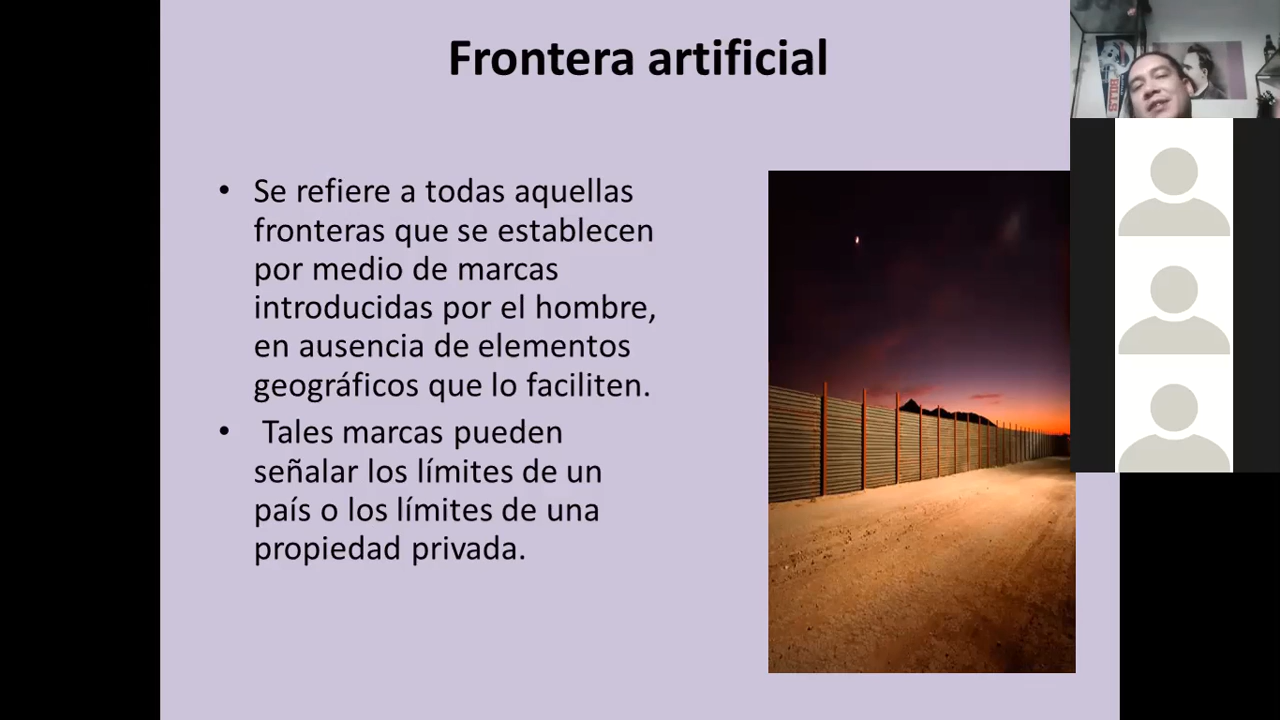 Frontera artificial
• Se refiere a todas aquellas
fronteras que se establecen
por medio de marcas
introducidas por el hombre,
en ausencia de elementos
geográficos que lo faciliten.
• Tales marcas pueden
señalar los límites de un
país o los límites de una
propiedad privada.
BILLS